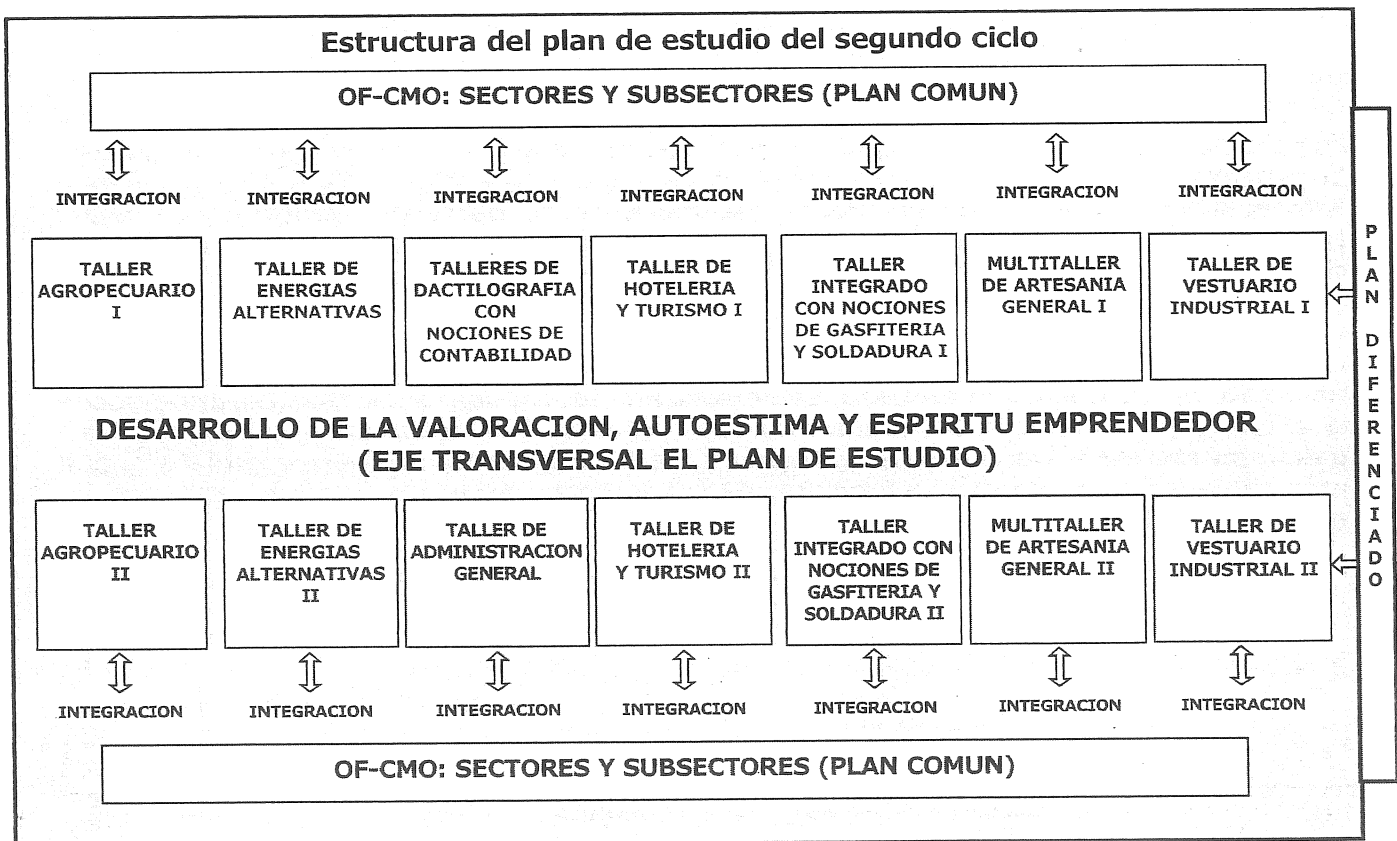 Estructura del plan de estudio del segundo ciclo
OF-CMO: SECTORES Y SUBSECTORES (PLAN COMUN)
INTEGRACION
INTEGRACION
INTEGRACION
INTEGRACION
INTEGRACION
INTEGRACION
INTEGRACION
TALLER
AGROPECUARIO
I
TALLER DE
ENERGIAS
ALTERNATIVAS
TALLERES DE
DACTILOGRAFIA
CON
NOCIONES DE
CONTABILIDAD
TALLER DE
HOTELERIA
Y TURISMO I
TALLER
INTEGRADO
CON NOCIONES
DE GASFITERIA
Y SOLDADURA I
MULTITALLER
DE ARTESANIA
GENERAL I
TALLER DE
VESTUARIO
INDUSTRIAL I
DESARROLLO DE LA VALORACION, AUTOESTIMA Y ESPIRITU EMPRENDEDOR
(EJE TRANSVERSAL EL PLAN DE ESTUDIO)
TALLER
AGROPECUARIO
II
TALLER DE
ENERGIAS
ALTERNATIVAS
II
TALLER DE
ADMINISTRACION
GENERAL
TALLER DE
HOTELERIA
Y TURISMO II
TALLER
INTEGRADO CON
NOCIONES DE
GASFITERIA Y
SOLDADURA II
MULTITALLER
DE ARTESANIA
GENERAL II
TALLER DE
VESTUARIO
INDUSTRIAL II
INTEGRACION
INTEGRACION
INTEGRACION
INTEGRACION
INTEGRACION
INTEGRACION
INTEGRACION
OF-CMO: SECTORES Y SUBSECTORES (PLAN COMUN)
PLAN DIFERENCIADO